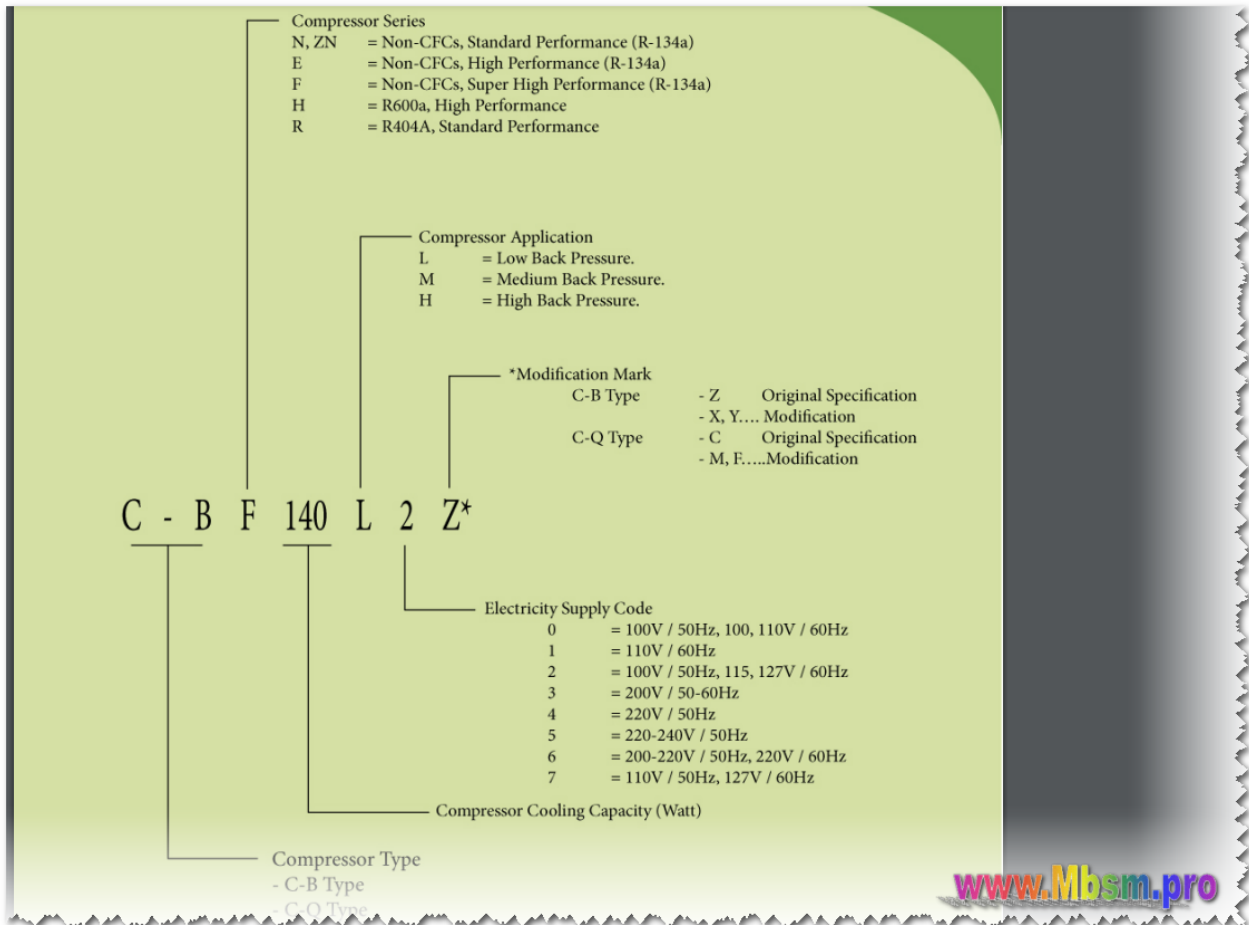 Compressor Series
N, ZN = Non-CFCs, Standard Performance (R-134a)
E = Non-CFCs, High Performance (R-134a)
F = Non-CFCs, Super High Performance (R-134a)
H = R600a, High Performance
R = R404A, Standard Performance
Compressor Application
L = Low Back Pressure.
M = Medium Back Pressure.
H = High Back Pressure.
*Modification Mark
C-B Type - Z Original Specification
- X, Y.... Modification
C-Q Type - C Original Specification
- M, F.....Modification
C - B F 140 L 2 Z*
Electricity Supply Code
0 = 100V / 50Hz, 100, 110V / 60Hz
1 = 110V / 60Hz
2 = 100V / 50Hz, 115, 127V / 60Hz
3 = 200V / 50-60Hz
4 = 220V / 50Hz
5 = 220-240V / 50Hz
6 = 200-220V / 50Hz, 220V / 60Hz
7 = 110V / 50Hz, 127V / 60Hz
Compressor Cooling Capacity (Watt)
Compressor Type
- C-B Type
- C-Q Type
www.Mbsm.pro